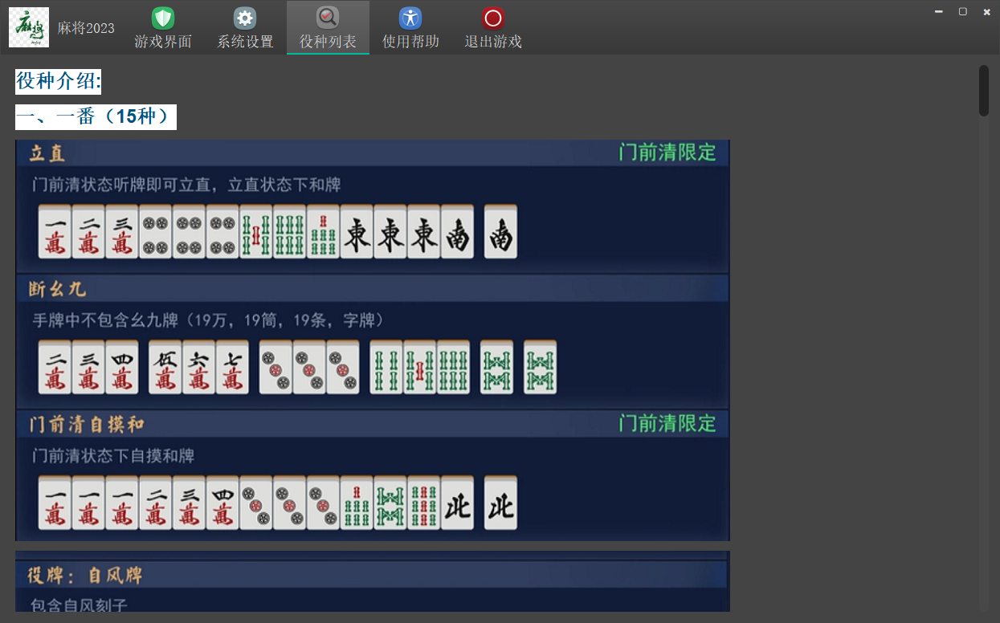 麻将2023
游戏界面
系统设置
役种列表
使用帮助
退出游戏
役种介绍:
一、一番（15种）
立直 门前清限定
门前清状态听牌即可立直，立直状态下和牌
一萬 二萬 三萬 東 東 東 南 南
断幺九
手牌中不包含幺九牌（19万，19筒，19条，字牌）
二萬 三萬 四萬 伍萬 六萬 七萬
门前清自摸和 门前清限定
门前清状态下自摸和牌
一萬 一萬 一萬 二萬 三萬 四萬 北 北
役牌：自风牌
包含自风刻子